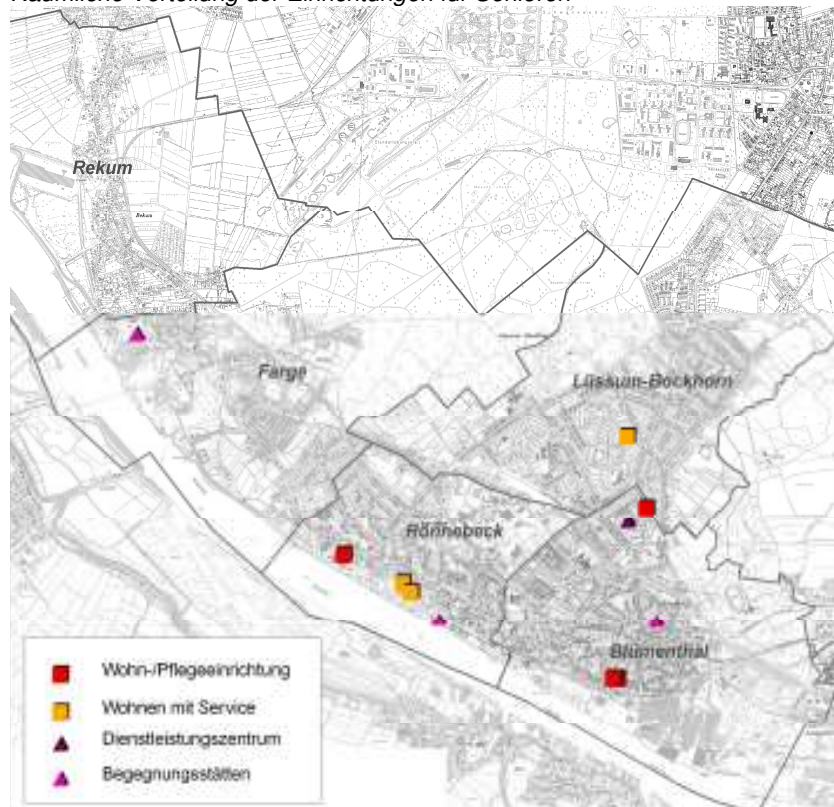 Räumliche Verteilung der Einrichtungen für Senioren
Rekum
Rekum
Farge
Lüssum-Bockhorn
Rönnebeck
Blumenthal
Wohn-/Pflegeeinrichtung
Wohnen mit Service
Dienstleistungszentrum
Begegnungsstätten